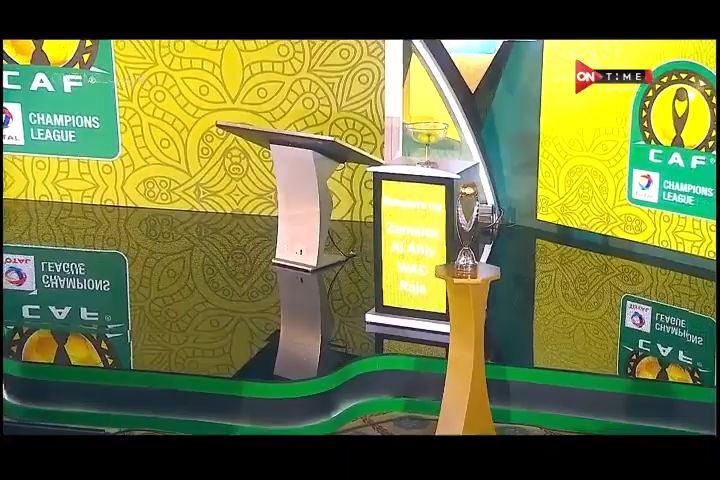 ON TIME
CAF
CAF
TOTAL
CHAMPIONS
LEAGUE
TOTAL
CHAMPIONS
LEAGUE
Zamalek
Al Ahly
WAC
Raja
TOTAL
CHAMPIONS
LEAGUE
CAF
TOTAL
CHAMPIONS
LEAGUE
CAF